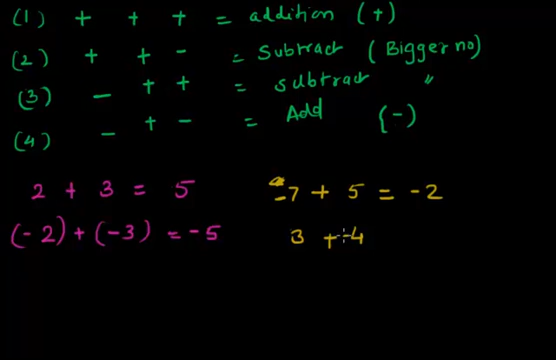 (1) + + + = addition (+)
(2) + + - = Subtract (Bigger no)
(3) - + + = subtract "
(4) - + - = Add (-)
2 + 3 = 5
-7 + 5 = -2
(-2) + (-3) = -5
3 + -4